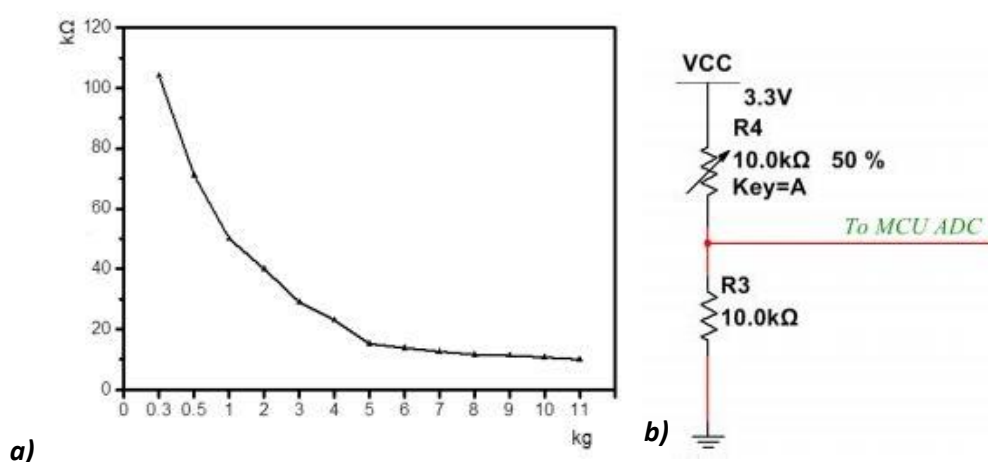 kΩ
120
100
80
60
40
20
0
0 0.3 0.5 1 2 3 4 5 6 7 8 9 10 11
kg
a)
VCC
3.3V
R4
10.0kΩ 50 %
Key=A
To MCU ADC
R3
10.0kΩ
b)